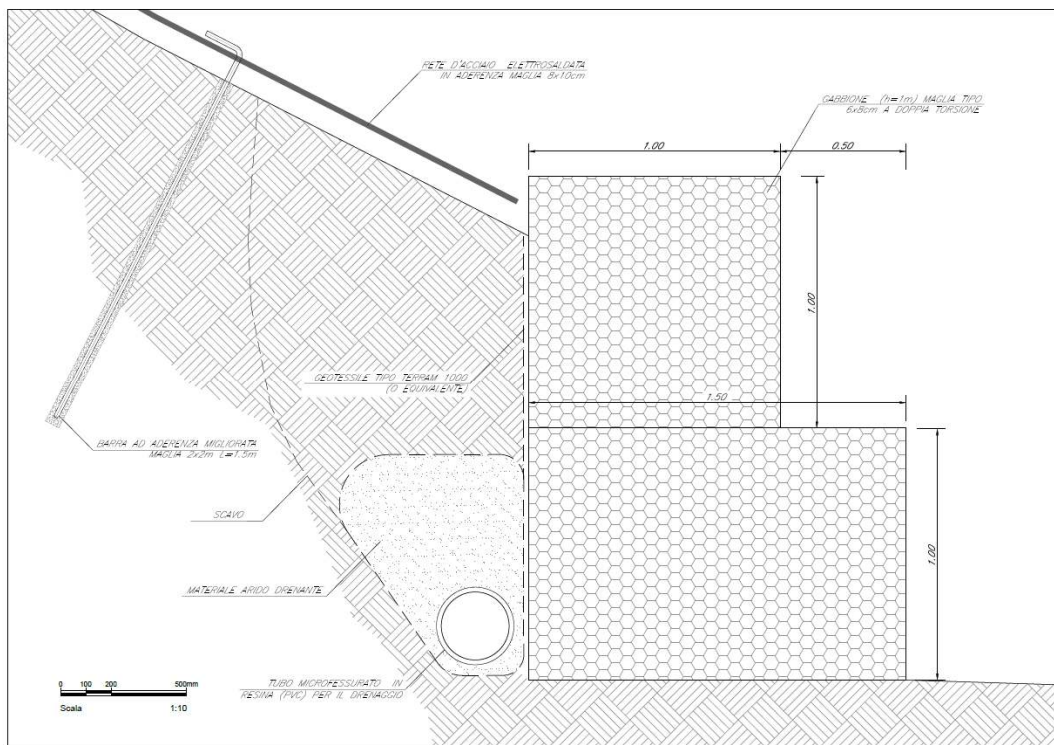 RETE D'ACCIAIO ELETTROSALDATA
IN ADERENZA MAGLIA 8x10cm
GABBIONE (h=1m) MAGLIA TIPO
6x8cm A DOPPIA TORSIONE
1.00
0.50
1.00
GEOTESSILE TIPO TERRAM 1000
(O EQUIVALENTE)
1.50
BARRA AD ADERENZA MIGLIORATA
MAGLIA 2x2m L=1.5m
SCAVO
1.00
MATERIALE ARIDO DRENANTE
TUBO MICROFESSURATO IN
RESINA (PVC) PER IL DRENAGGIO
0 100 200 500mm
Scala 1:10